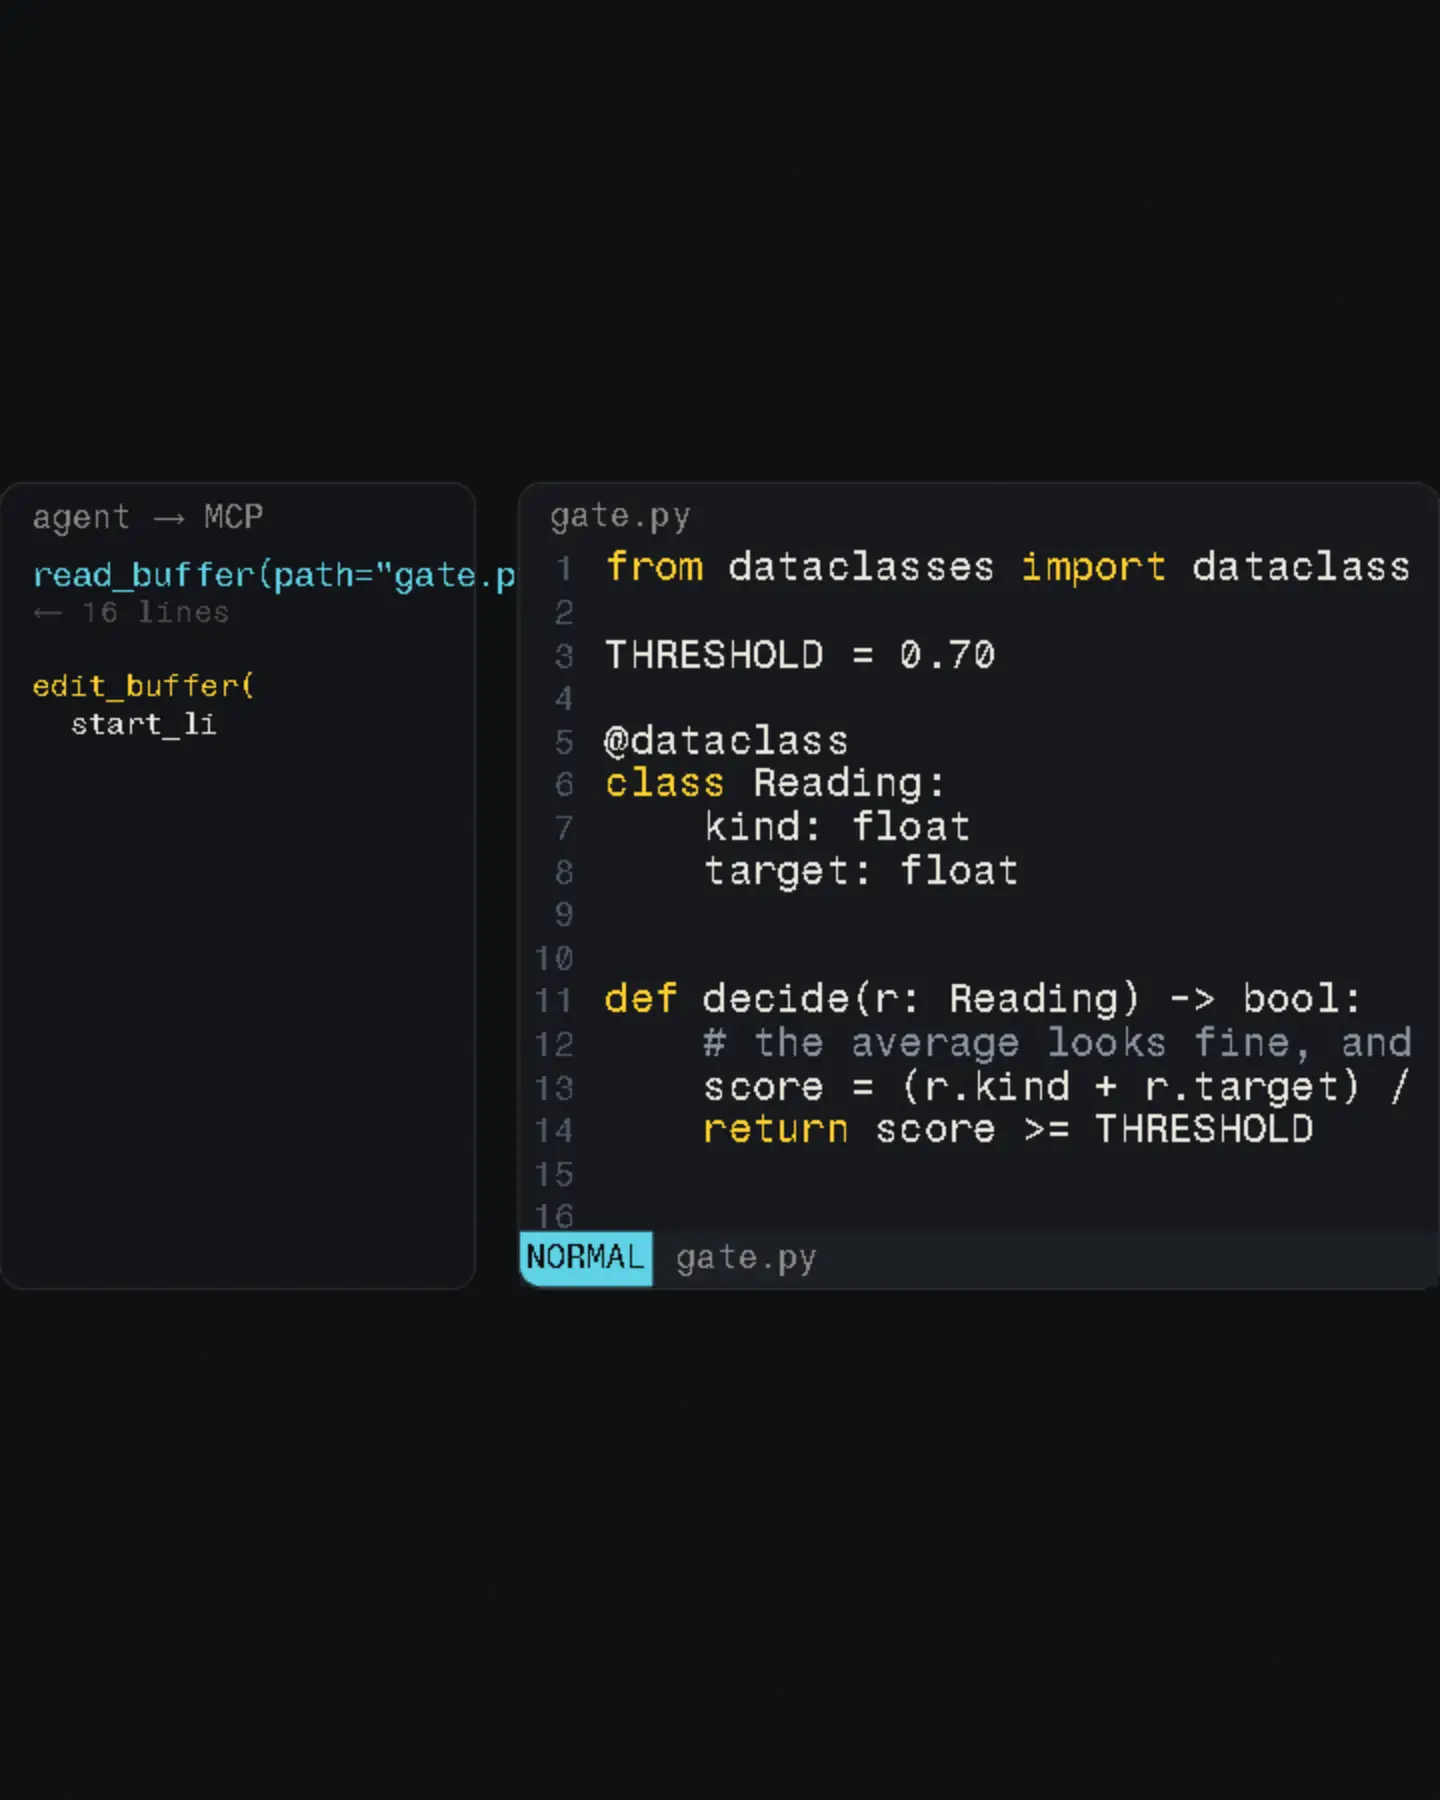 agent → MCP
read_buffer(path="gate.p
← 16 lines
edit_buffer(
start_li
gate.py
1 from dataclasses import dataclass
2
3 THRESHOLD = 0.70
4
5 @dataclass
6 class Reading:
7     kind: float
8     target: float
9
10
11 def decide(r: Reading) -> bool:
12     # the average looks fine, and
13     score = (r.kind + r.target) /
14     return score >= THRESHOLD
15
16
NORMAL gate.py